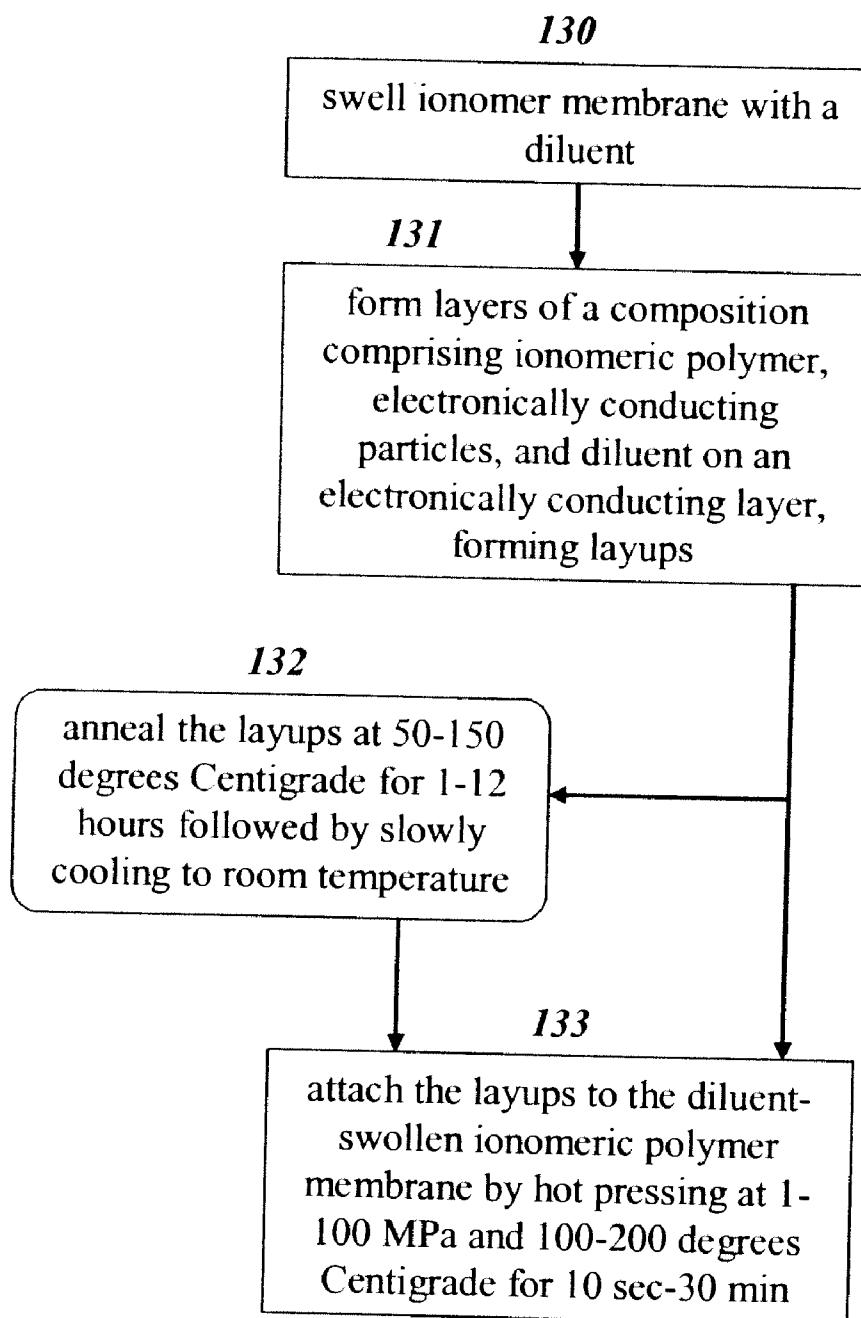 130
swell ionomer membrane with a
diluent
131
form layers of a composition
comprising ionomeric polymer,
electronically conducting
particles, and diluent on an
electronically conducting layer,
forming layups
132
anneal the layups at 50-150
degrees Centigrade for 1-12
hours followed by slowly
cooling to room temperature
133
attach the layups to the diluent-
swollen ionomeric polymer
membrane by hot pressing at 1-
100 MPa and 100-200 degrees
Centigrade for 10 sec-30 min